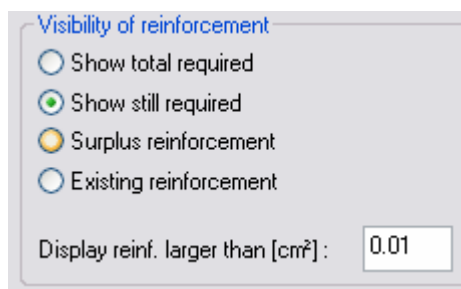 Visibility of reinforcement
Show total required
Show still required
Surplus reinforcement
Existing reinforcement
Display reinf. larger than [cm²] : 0.01